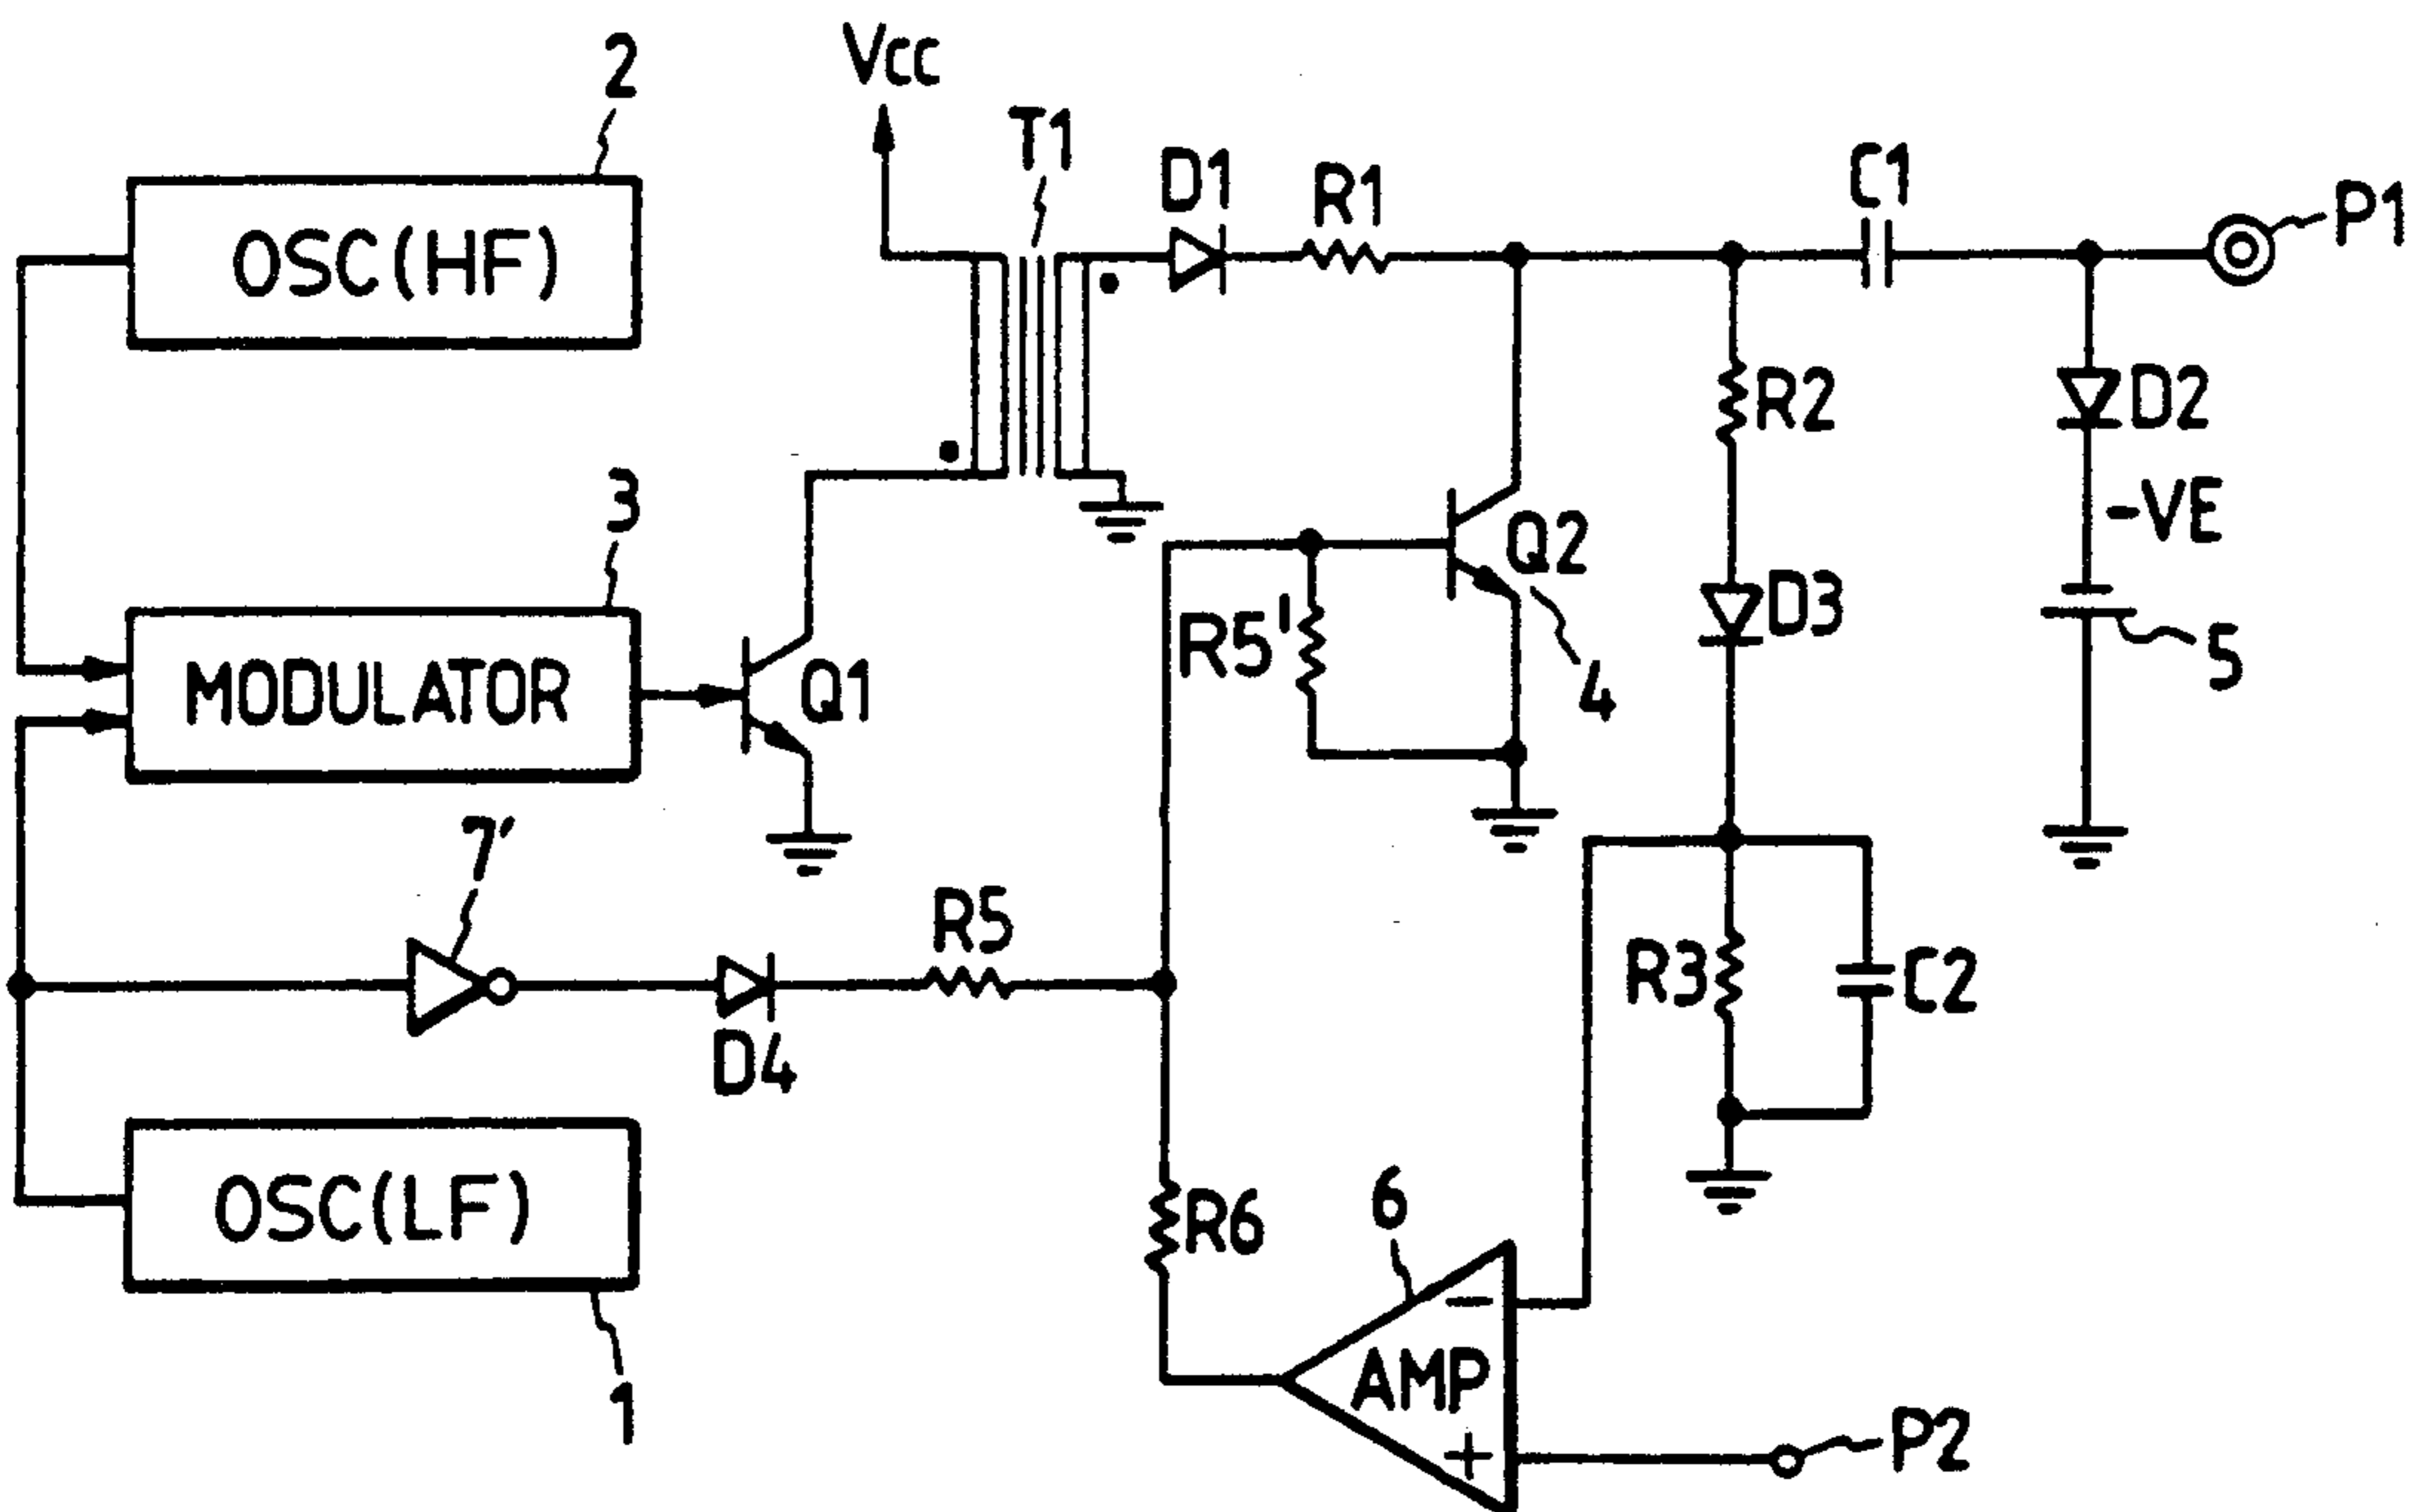 2
Vcc
T1
D1
R1
C1
P1
OSC(HF)
R2
D2
-VE
3
Q2
D3
R5'
5
MODULATOR
Q1
4
7'
R5
R3
C2
D4
OSC(LF)
R6
6
-
AMP
+
P2
1